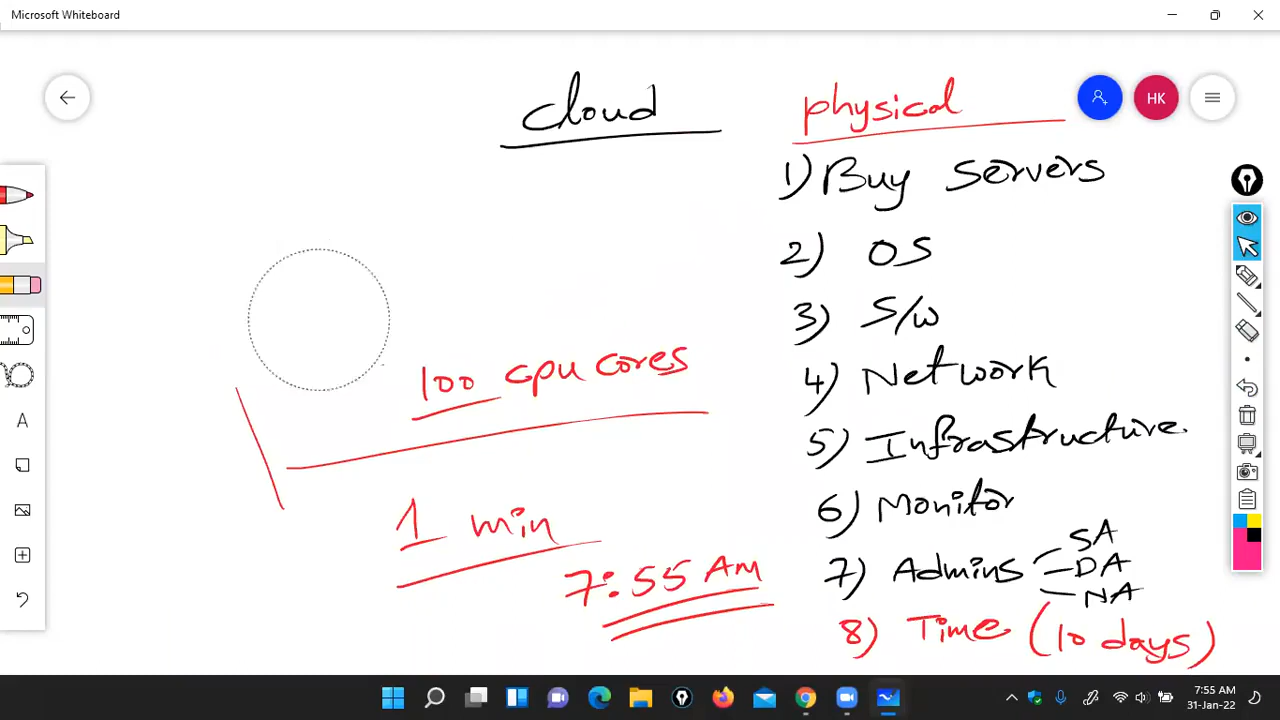 Microsoft Whiteboard
HK
cloud
physical
1) Buy Servers
2) OS
3) S/W
100 cpu cores
4) Network
5) Infrastructure
1 min
6) Monitor
7:55 AM
7) Admins
SA
DA
NA
8) Time (10 days)
A
7:55 AM
31-Jan-22